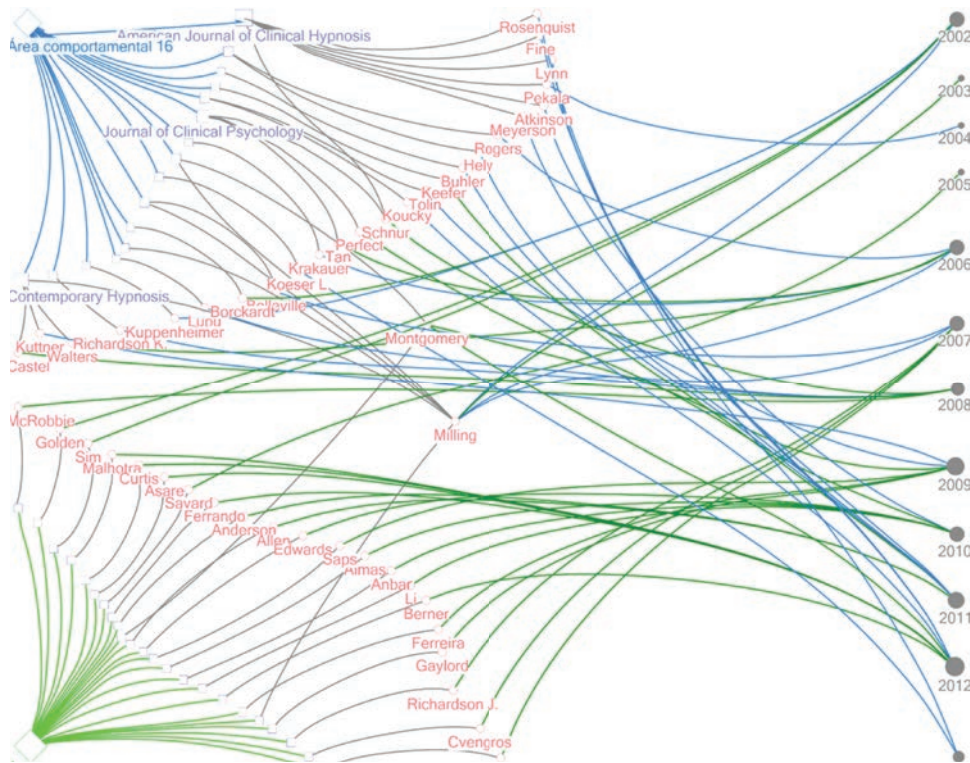 Área comportamental 16
American Journal of Clinical Hypnosis
Rosenquist
Fine
Lynn
Pekala
Atkinson
Journal of Clinical Psychology
Meyerson
Rogers
Hely
Buhler
Keefer
Tolin
Koucky
Schnur
Perfect
Tan
Krakauer
Koeser L
Contemporary Hypnosis
Belleville
Borckardt
Lund
Kuppenheimer
Richardson K.
Kuttner
Walters
Castel
Montgomery
McRobbie
Milling
Golden
Sim
Malhotra
Curtis
Asare
Savard
Ferrando
Anderson
Allen
Edwards
Saps
Almas
Anbar
Li
Berner
Ferreira
Gaylord
Richardson J.
Cvengros
2002
2003
2004
2005
2006
2007
2008
2009
2010
2011
2012